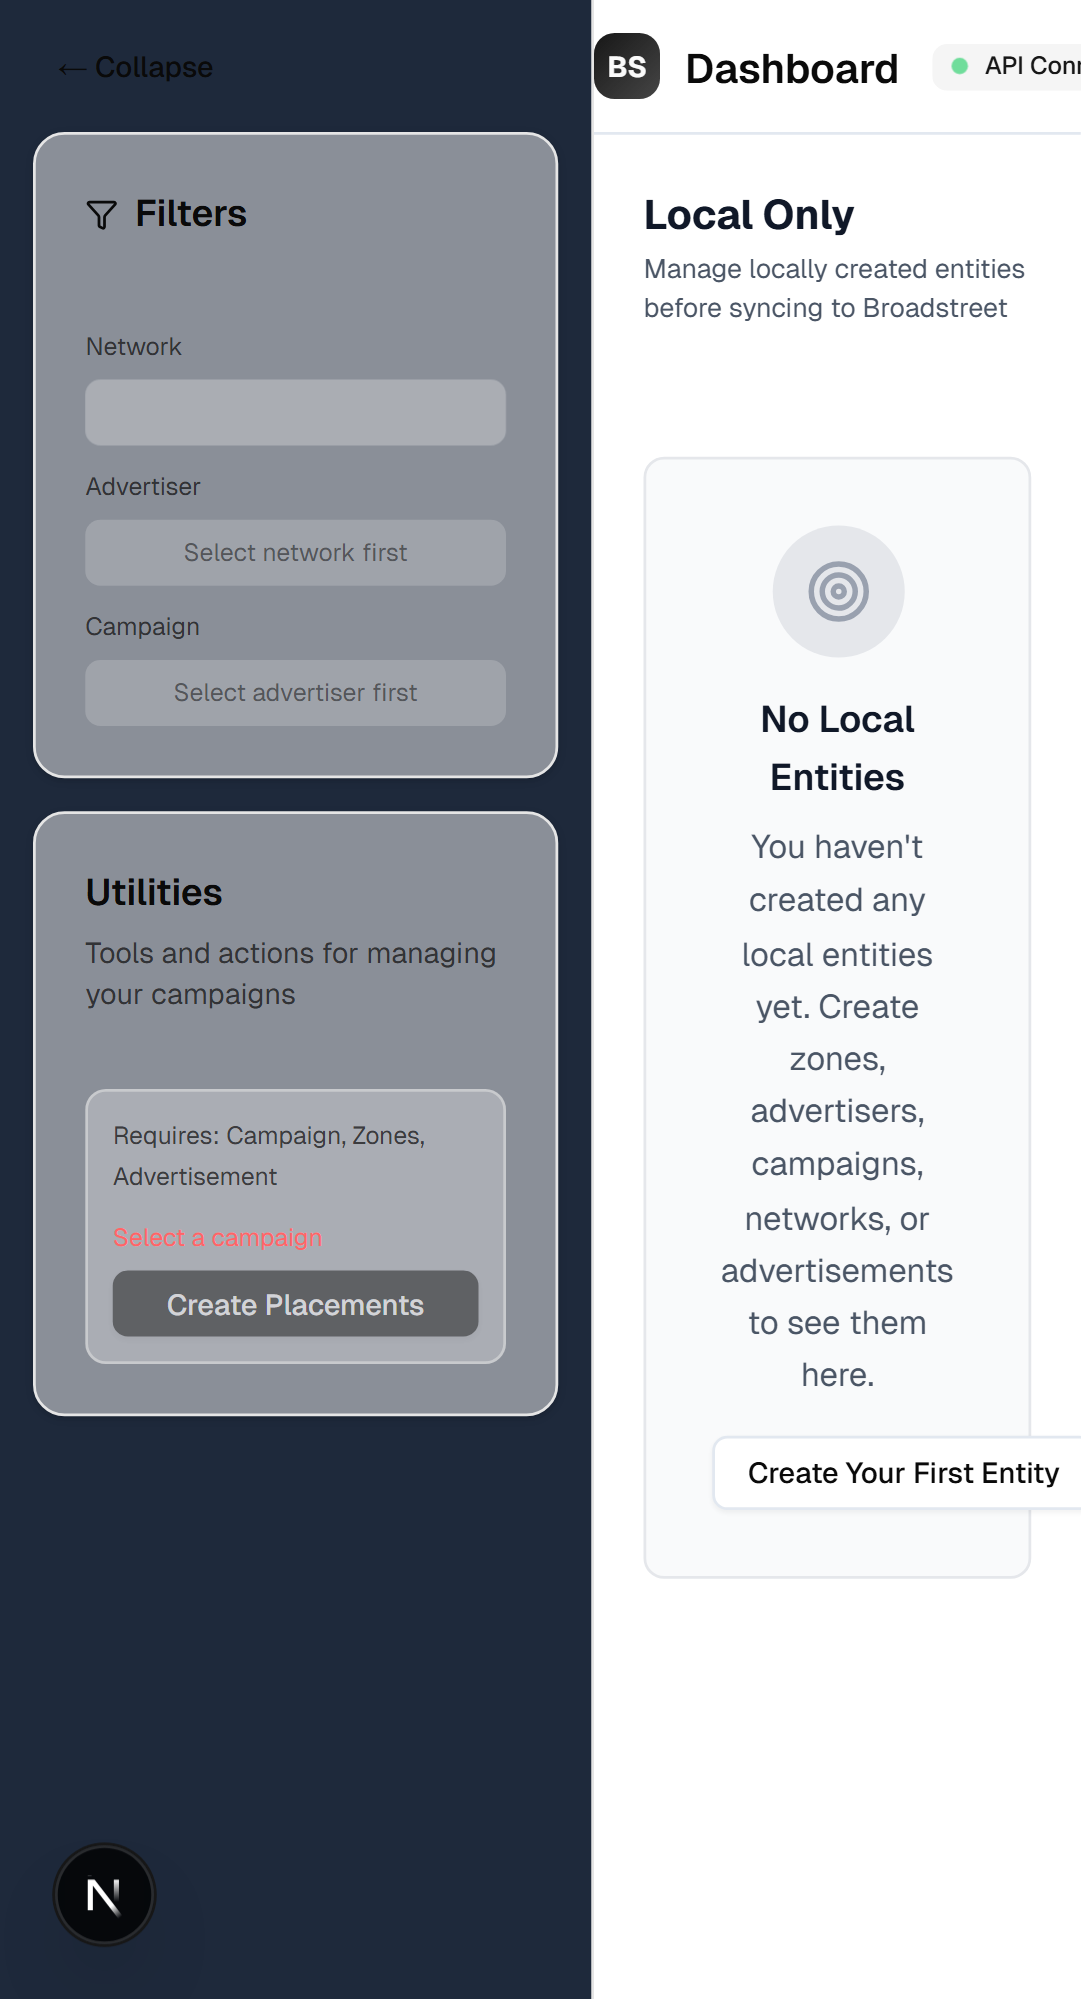 ← Collapse
Filters
Network
Advertiser
Select network first
Campaign
Select advertiser first
Utilities
Tools and actions for managing
your campaigns
Requires: Campaign, Zones,
Advertisement
Select a campaign
Create Placements
N
BS
Dashboard
API Conn
Local Only
Manage locally created entities
before syncing to Broadstreet
No Local
Entities
You haven't
created any
local entities
yet. Create
zones,
advertisers,
campaigns,
networks, or
advertisements
to see them
here.
Create Your First Entity